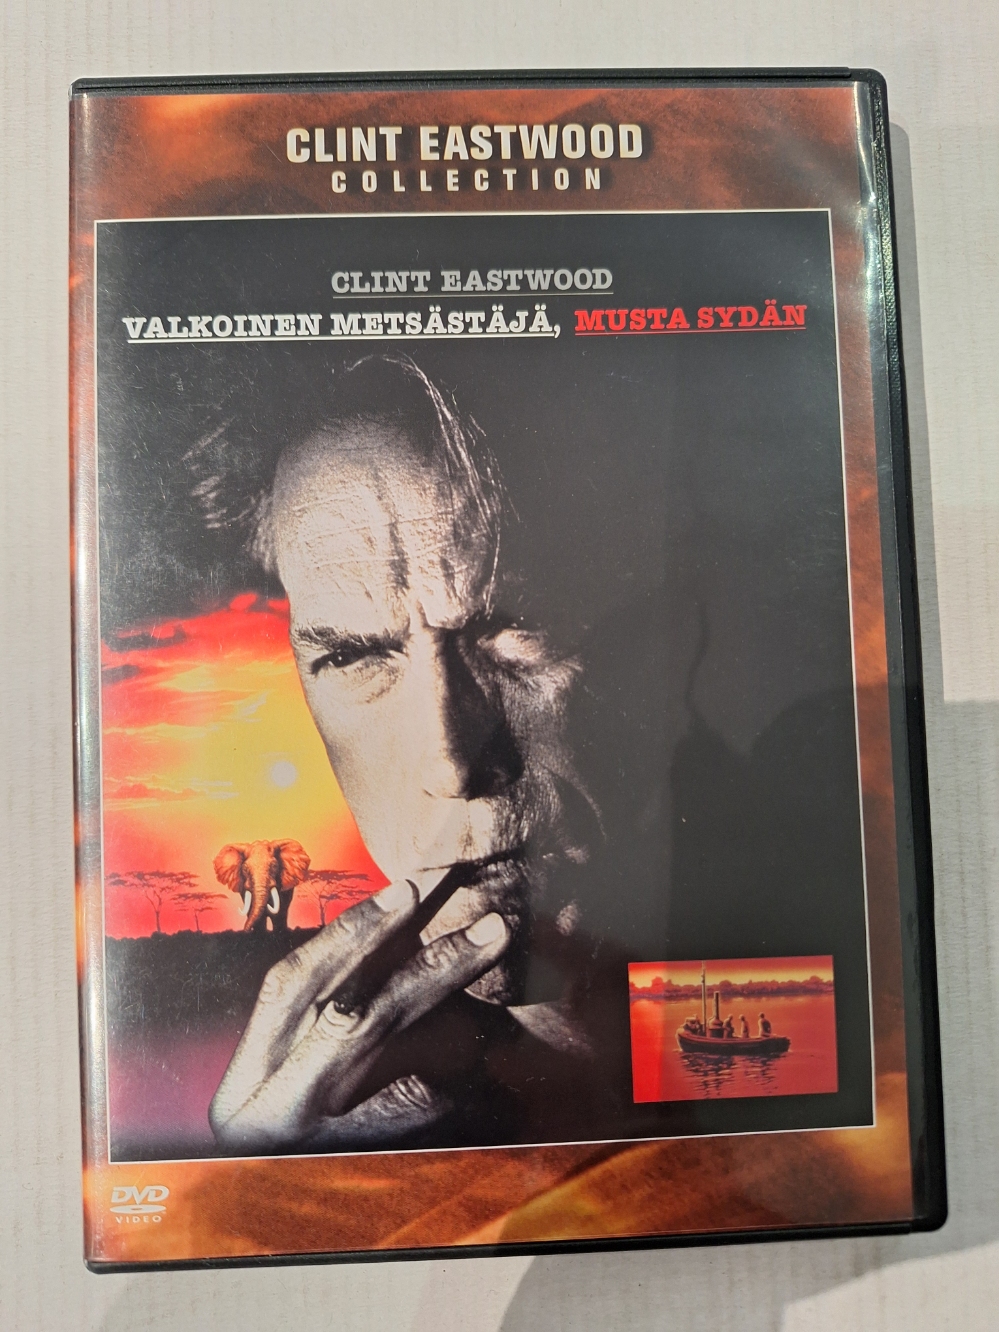 CLINT EASTWOOD
COLLECTION
CLINT EASTWOOD
VALKOINEN METSÄSTÄJÄ, MUSTA SYDÄN
DVD
VIDEO